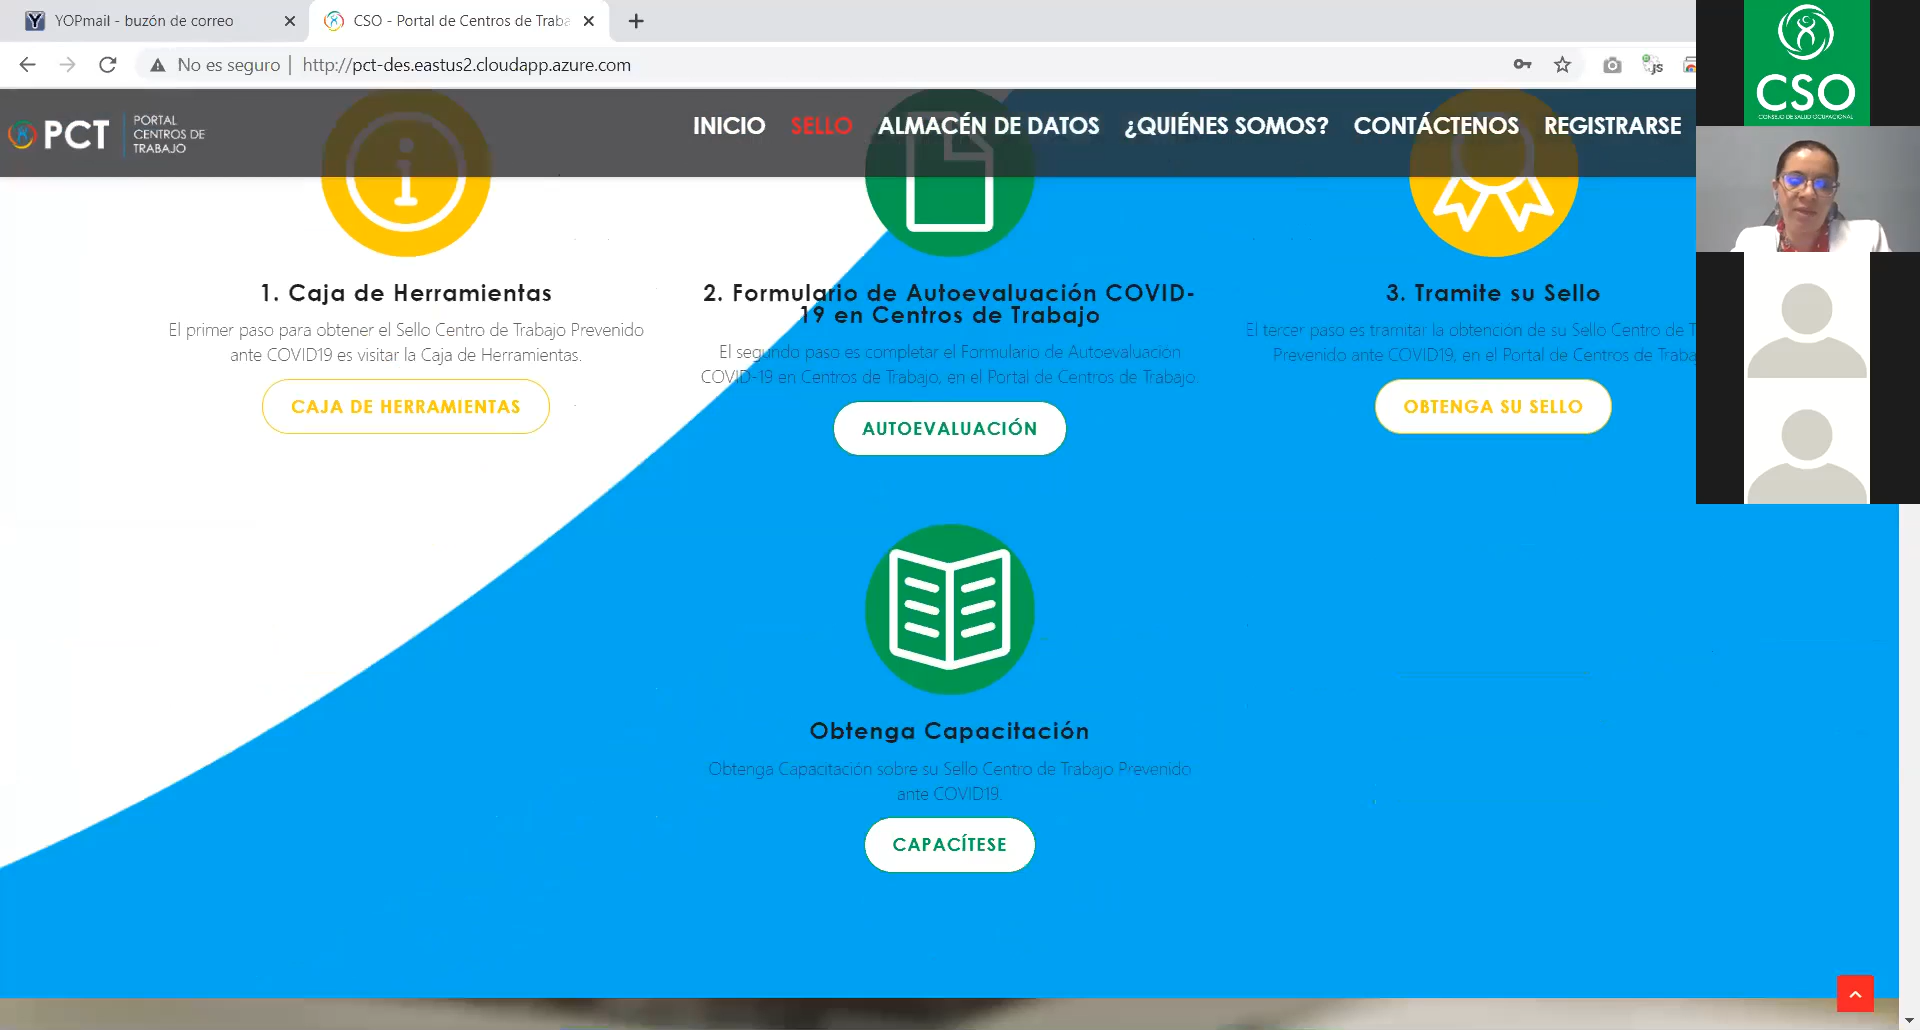 YOPmail - buzón de correo
CSO - Portal de Centros de Traba
No es seguro | http://pct-des.eastus2.cloudapp.azure.com
JS
PCT
PORTAL
CENTROS DE
TRABAJO
INICIO SELLO ALMACÉN DE DATOS ¿QUIÉNES SOMOS? CONTÁCTENOS REGISTRARSE
CSO
CONSEJO DE SALUD OCUPACIONAL
1. Caja de Herramientas
El primer paso para obtener el Sello Centro de Trabajo Prevenido
ante COVID19 es visitar la Caja de Herramientas.
CAJA DE HERRAMIENTAS
2. Formulario de Autoevaluación COVID-
19 en Centros de Trabajo
El segundo paso es completar el Formulario de Autoevaluación
COVID-19 en Centros de Trabajo, en el Portal de Centros de Trabajo.
AUTOEVALUACIÓN
3. Tramite su Sello
El tercer paso es tramitar la obtención de su Sello Centro de T
Prevenido ante COVID19, en el Portal de Centros de Traba
OBTENGA SU SELLO
Obtenga Capacitación
Obtenga Capacitación sobre su Sello Centro de Trabajo Prevenido
ante COVID19.
CAPACÍTESE